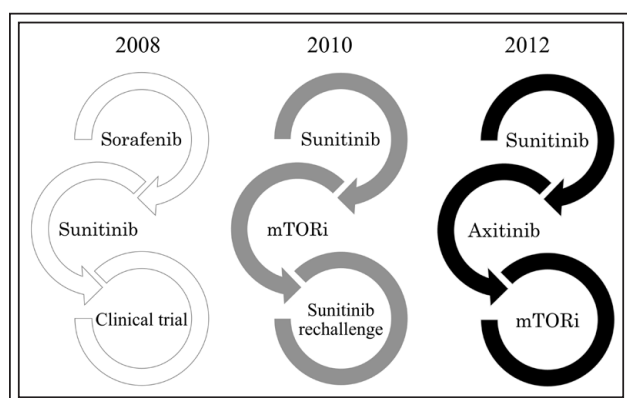 2008
Sorafenib
Sunitinib
Clinical trial
2010
Sunitinib
mTORi
Sunitinib
rechallenge
2012
Sunitinib
Axitinib
mTORi